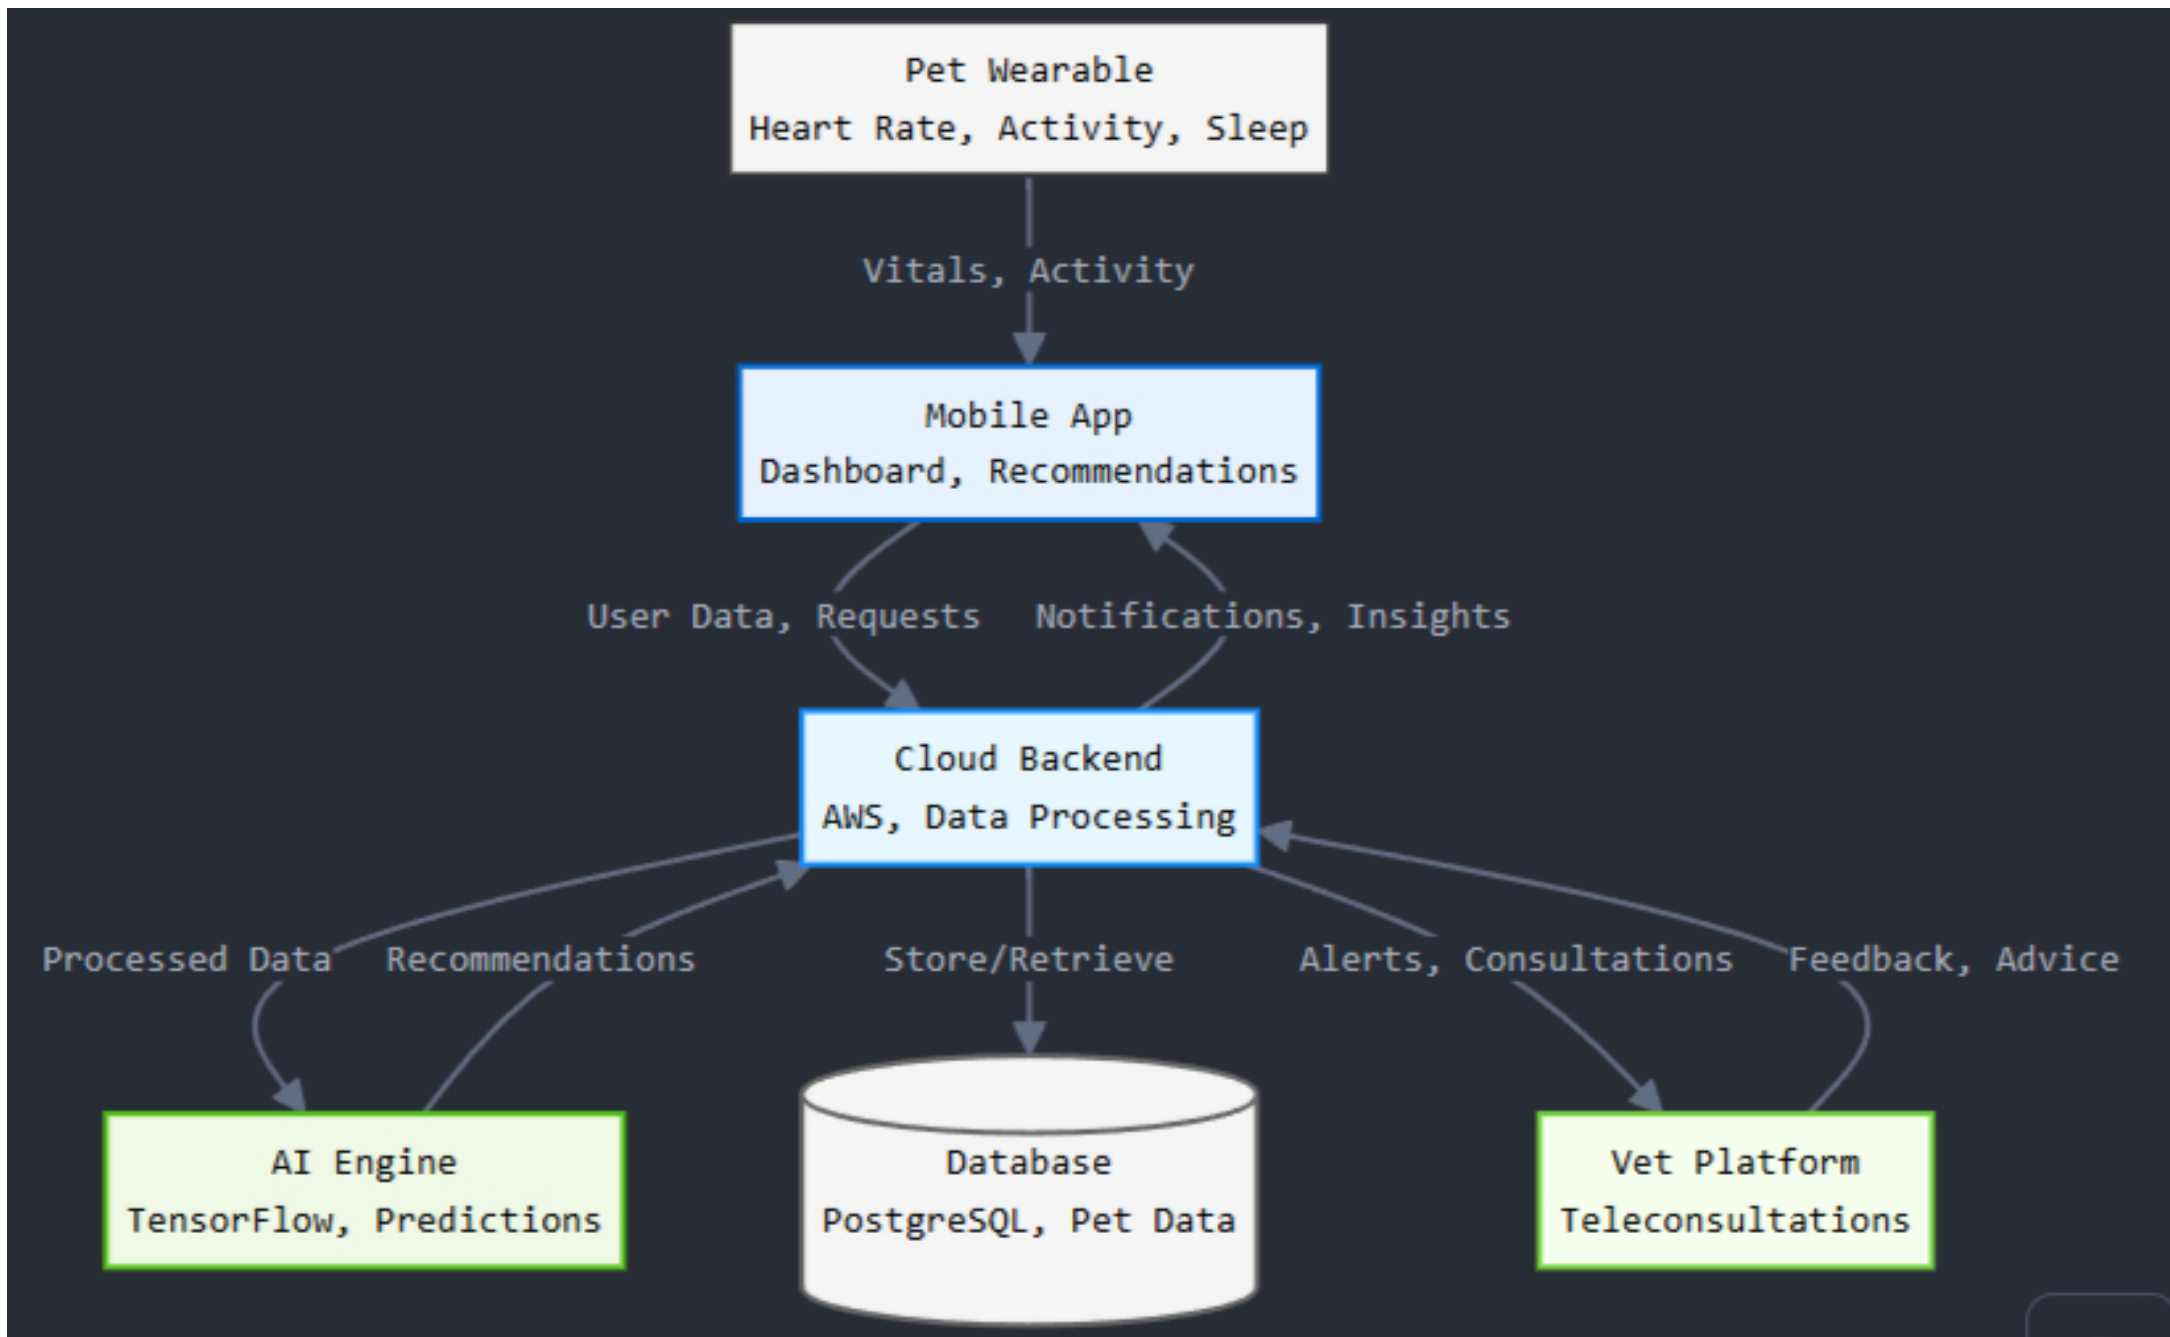 Pet Wearable
Heart Rate, Activity, Sleep
Vitals, Activity
Mobile App
Dashboard, Recommendations
User Data, Requests
Notifications, Insights
Cloud Backend
AWS, Data Processing
Processed Data
Recommendations
Store/Retrieve
Alerts, Consultations
Feedback, Advice
AI Engine
TensorFlow, Predictions
Database
PostgreSQL, Pet Data
Vet Platform
Teleconsultations